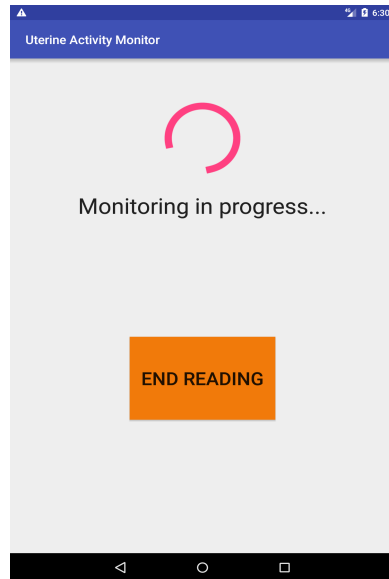 6:30
Uterine Activity Monitor
Monitoring in progress...
END READING